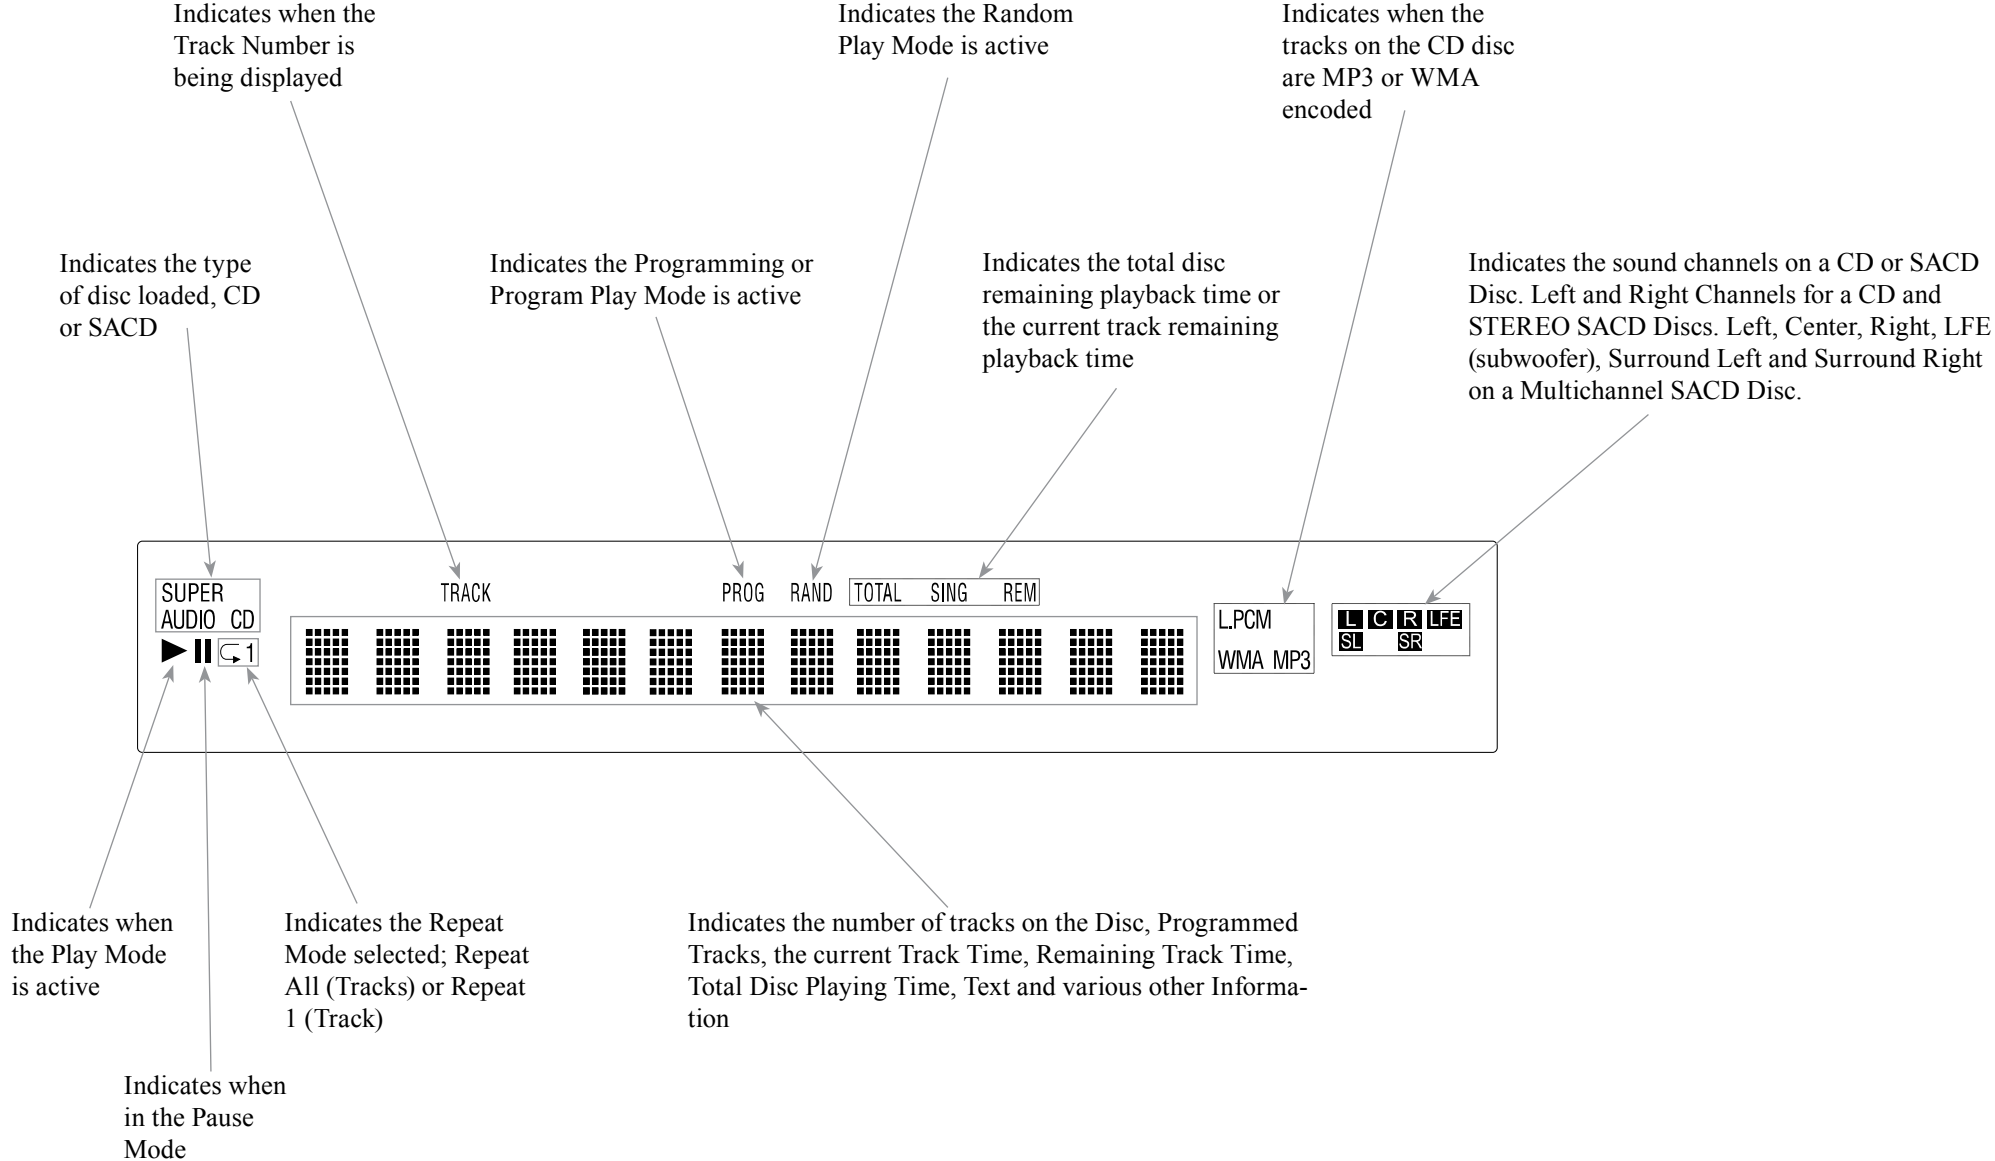 Indicates when the
Track Number is
being displayed
Indicates the Random
Play Mode is active
Indicates when the
tracks on the CD disc
are MP3 or WMA
encoded
Indicates the type
of disc loaded, CD
or SACD
Indicates the Programming or
Program Play Mode is active
Indicates the total disc
remaining playback time or
the current track remaining
playback time
Indicates the sound channels on a CD or SACD
Disc. Left and Right Channels for a CD and
STEREO SACD Discs. Left, Center, Right, LFE
(subwoofer), Surround Left and Surround Right
on a Multichannel SACD Disc.
SUPER
AUDIO CD
TRACK
PROG
RAND
TOTAL SING REM
1
L.PCM
WMA MP3
L C R LFE
SL SR
Indicates when
the Play Mode
is active
Indicates the Repeat
Mode selected; Repeat
All (Tracks) or Repeat
1 (Track)
Indicates the number of tracks on the Disc, Programmed
Tracks, the current Track Time, Remaining Track Time,
Total Disc Playing Time, Text and various other Informa-
tion
Indicates when
in the Pause
Mode